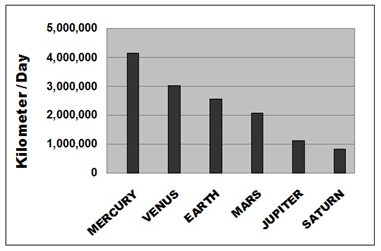 5,000,000
4,000,000
3,000,000
2,000,000
1,000,000
0
Kilometer/Day
MERCURY
VENUS
EARTH
MARS
JUPITER
SATURN